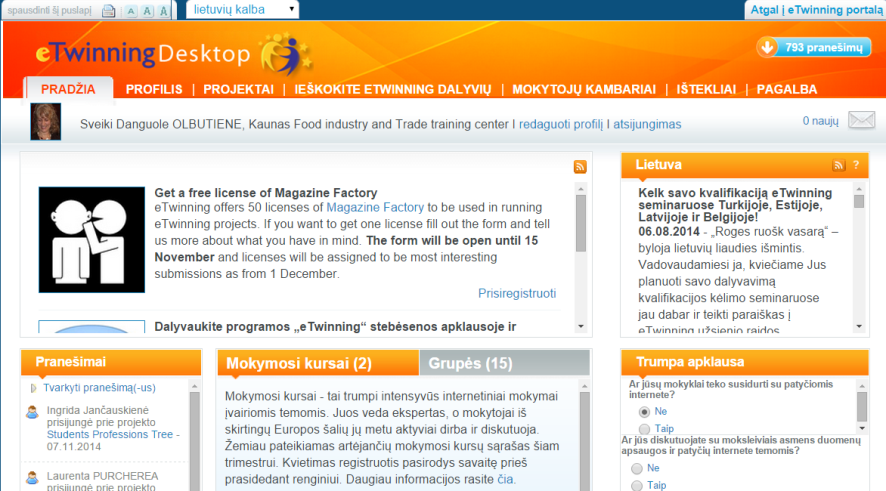 spausdinti šį puslapį A A A lietuvių kalba Atgal į eTwinning portalą
eTwinning Desktop 793 pranešimų
PRADŽIA PROFILIS | PROJEKTAI | IEŠKOKITE ETWINNING DALYVIŲ | MOKYTOJŲ KAMBARIAI | IŠTEKLIAI | PAGALBA
Sveiki Danguole OLBUTIENE, Kaunas Food industry and Trade training center I redaguoti profilį I atsijungimas
0 naujų
Get a free license of Magazine Factory
eTwinning offers 50 licenses of Magazine Factory to be used in running
eTwinning projects. If you want to get one license fill out the form and tell
us more about what you have in mind. The form will be open until 15
November and licenses will be assigned to be most interesting
submissions as from 1 December.
Prisiregistruoti
Dalyvaukite programos „eTwinning“ stebėsenos apklausoje ir
Lietuva ?
Kelk savo kvalifikaciją eTwinning
seminaruose Turkijoje, Estijoje,
Latvijoje ir Belgijoje!
06.08.2014 - „Roges ruošk vasarą“ –
byloja lietuvių liaudies išmintis.
Vadovaudamiesi ja, kviečiame Jus
planuoti savo dalyvavimą
kvalifikacijos kėlimo seminaruose
jau dabar ir teikti paraiškas į
eTwinning užsienio raidos
Pranešimai
Tvarkyti pranešimą(-us)
Ingrida Jančauskienė
prisijungė prie projekto
Students Professions Tree -
07.11.2014
Laurenta PURCHEREA
prisijungė prie projekto
Mokymosi kursai (2) Grupės (15)
Mokymosi kursai - tai trumpi intensyvūs internetiniai mokymai
įvairiomis temomis. Juos veda ekspertas, o mokytojai iš
skirtingų Europos šalių jų metu aktyviai dirba ir diskutuoja.
Žemiau pateikiamas artėjančių mokymosi kursų sąrašas šiam
trimestrui. Kvietimas registruotis pasirodys savaitę prieš
prasidedant renginiui. Daugiau informacijos rasite čia.
Trumpa apklausa
Ar jūsų mokyklai teko susidurti su patyčiomis
internete?
Ne
Taip
Ar jūs diskutuojate su moksleiviais asmens duomenų
apsaugos ir patyčių internete temomis?
Ne
Taip